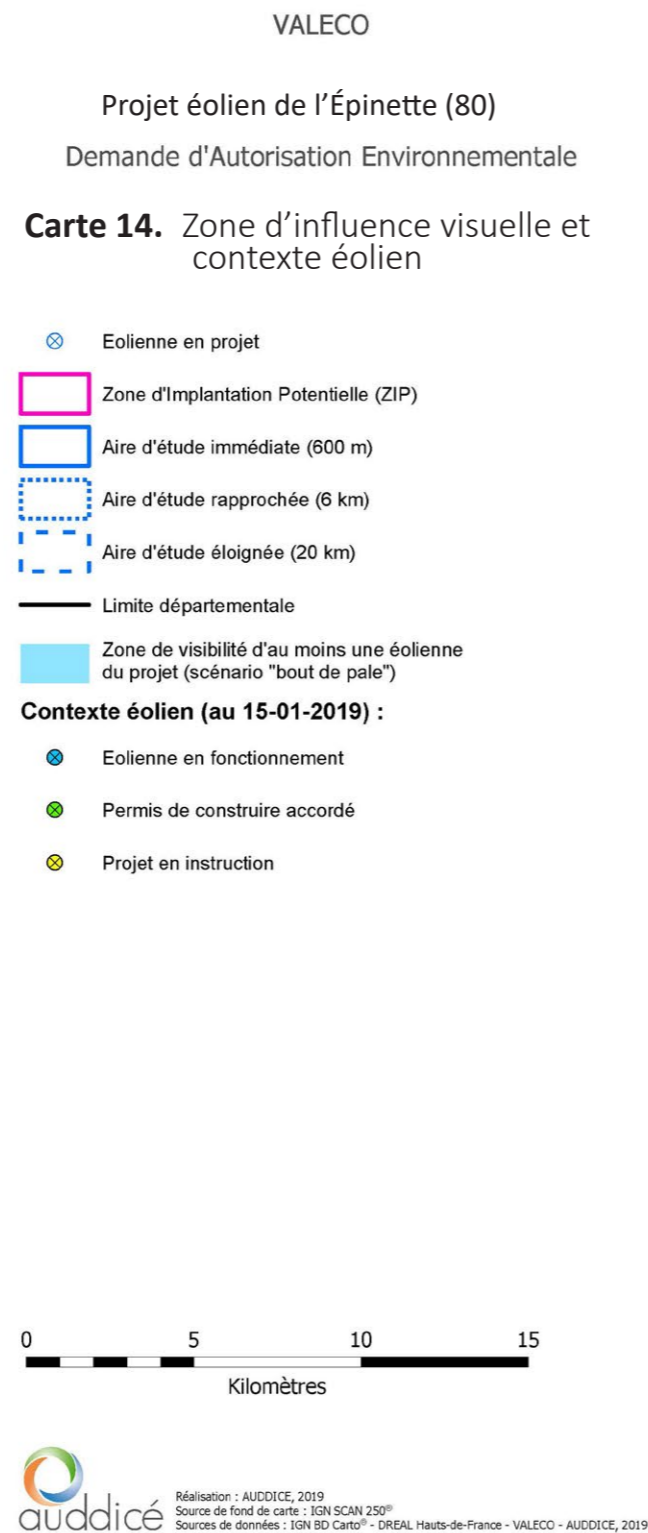 VALECO
Projet éolien de l'Épinette (80)
Demande d'Autorisation Environnementale
Carte 14. Zone d'influence visuelle et
contexte éolien
Eolienne en projet
Zone d'Implantation Potentielle (ZIP)
Aire d'étude immédiate (600 m)
Aire d'étude rapprochée (6 km)
Aire d'étude éloignée (20 km)
Limite départementale
Zone de visibilité d'au moins une éolienne
du projet (scénario "bout de pale")
Contexte éolien (au 15-01-2019) :
Eolienne en fonctionnement
Permis de construire accordé
Projet en instruction
0 5 10 15
Kilomètres
auddicé
Réalisation : AUDDICE, 2019
Source de fond de carte : IGN SCAN 250®
Sources de données : IGN BD Carto® - DREAL Hauts-de-France - VALECO - AUDDICE, 2019